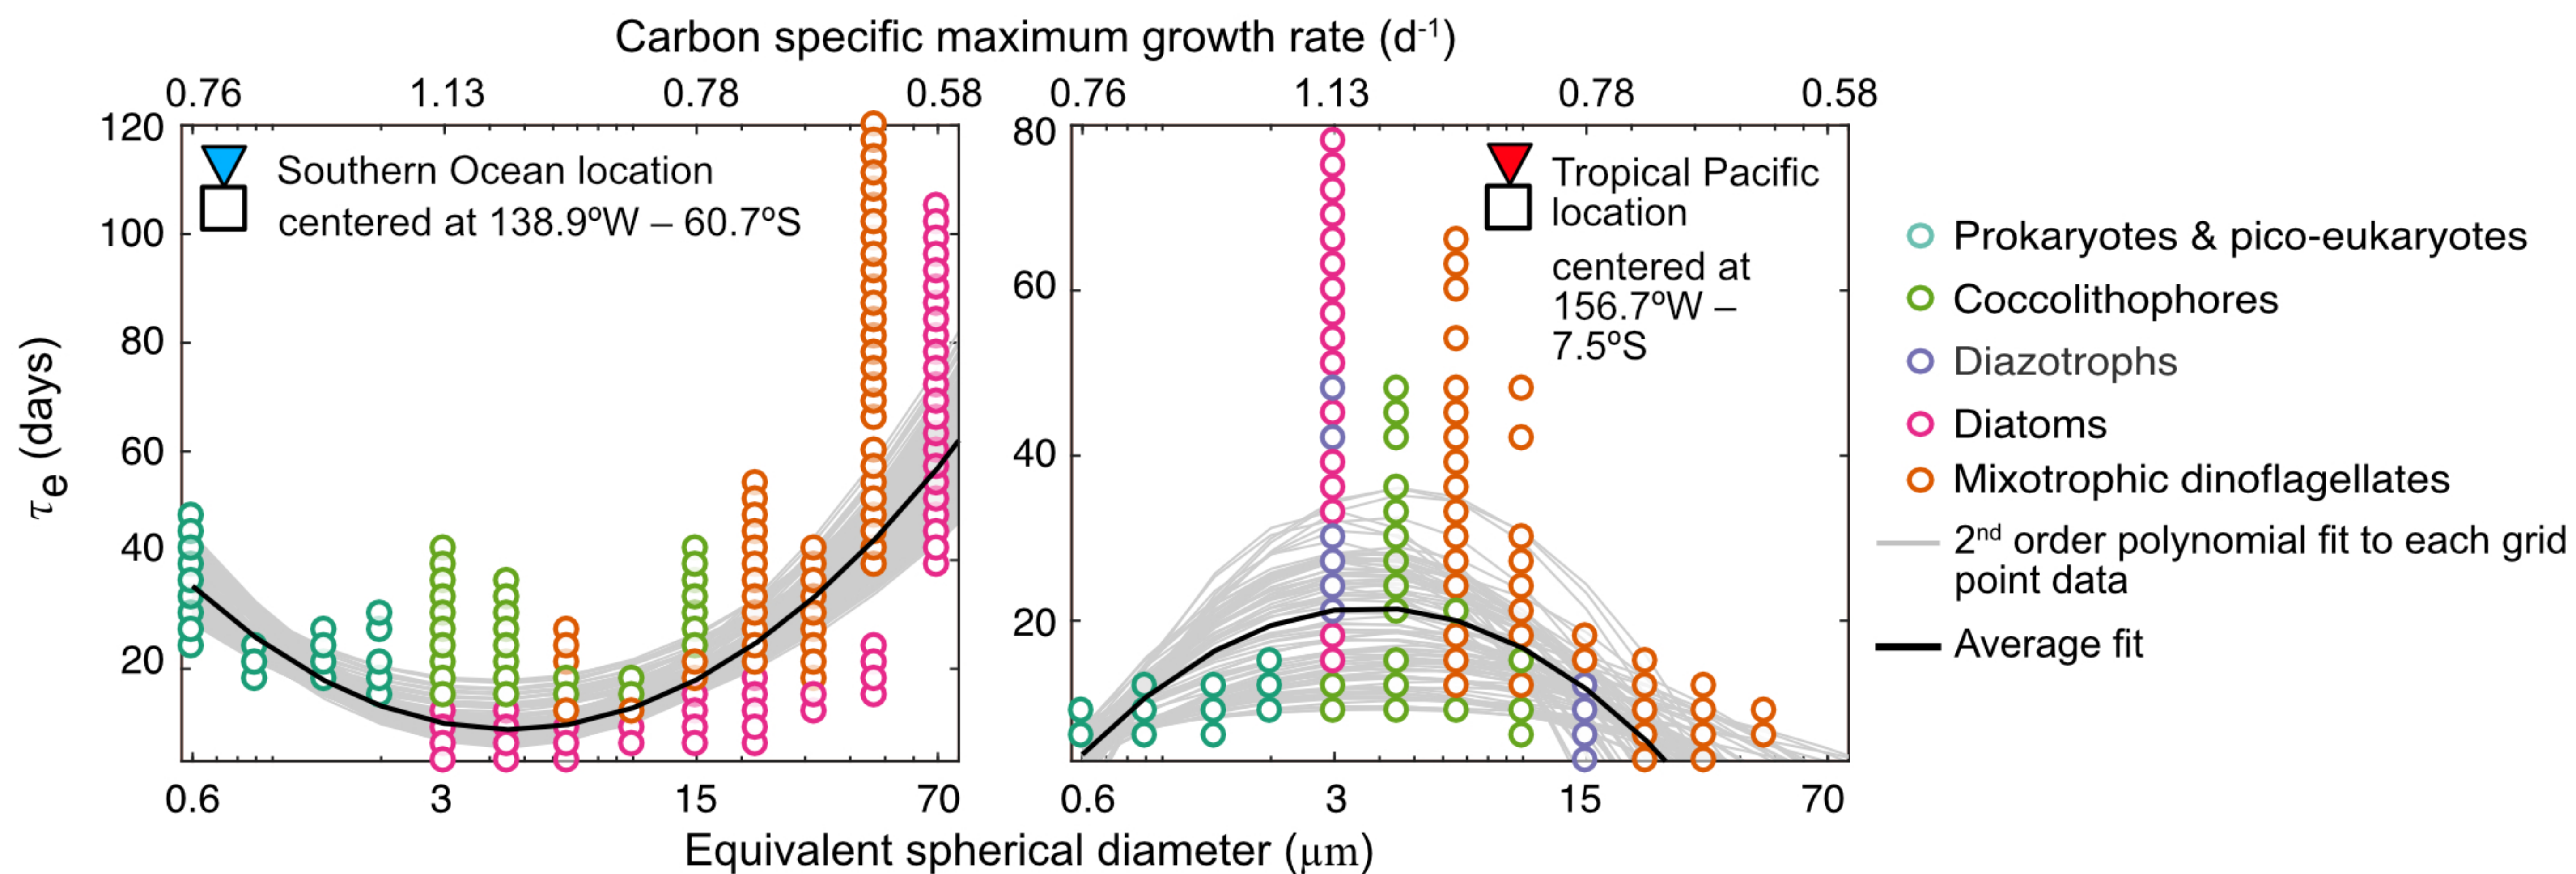 Carbon specific maximum growth rate (d-1)
0.76 1.13 0.78 0.58 0.76 1.13 0.78 0.58
120
100
80
60
40
20
τe (days)
Southern Ocean location
centered at 138.9ºW – 60.7ºS
0.6 3 15 70
80
60
40
20
Tropical Pacific
location
centered at
156.7ºW –
7.5ºS
0.6 3 15 70
Equivalent spherical diameter (μm)
Prokaryotes & pico-eukaryotes
Coccolithophores
Diazotrophs
Diatoms
Mixotrophic dinoflagellates
2nd order polynomial fit to each grid
point data
Average fit